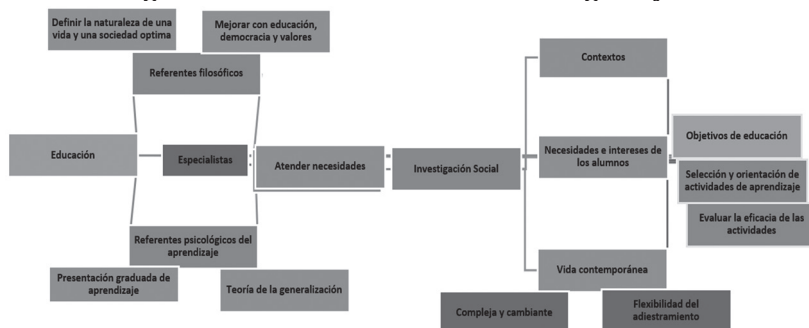 Definir la naturaleza de una
vida y una sociedad optima
Mejorar con educación,
democracia y valores
Referentes filosóficos
Educación
Especialistas
Atender necesidades
Referentes psicológicos del
aprendizaje
Presentación graduada de
aprendizaje
Teoría de la generalización
Investigación Social
Contextos
Necesidades e intereses de
los alumnos
Vida contemporánea
Compleja y cambiante
Flexibilidad del
adiestramiento
Objetivos de educación
Selección y orientación de
actividades de aprendizaje
Evaluar la eficacia de las
actividades